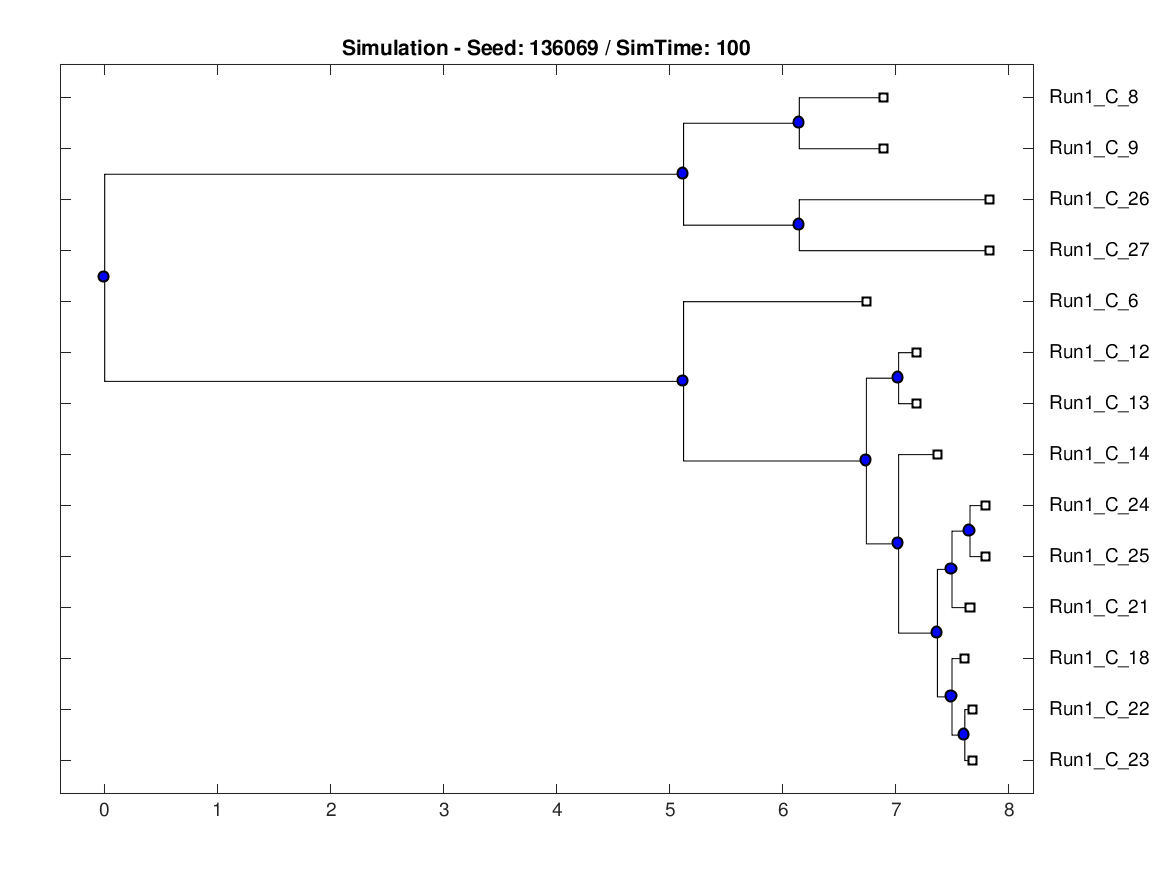 Simulation - Seed: 136069 / SimTime: 100
Run1_C_8
Run1_C_9
Run1_C_26
Run1_C_27
Run1_C_6
Run1_C_12
Run1_C_13
Run1_C_14
Run1_C_24
Run1_C_25
Run1_C_21
Run1_C_18
Run1_C_22
Run1_C_23
0 1 2 3 4 5 6 7 8